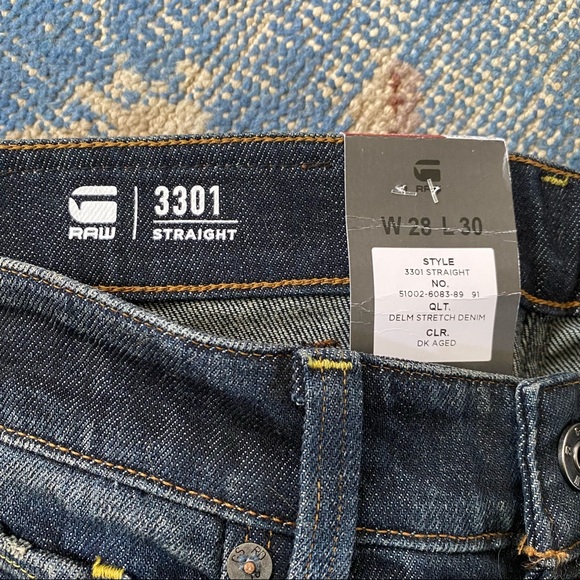 RAW
3301
STRAIGHT
W 28 L 30
STYLE
3301 STRAIGHT
NO.
51002-6083-89 91
QLT.
DELM STRETCH DENIM
CLR.
DK AGED